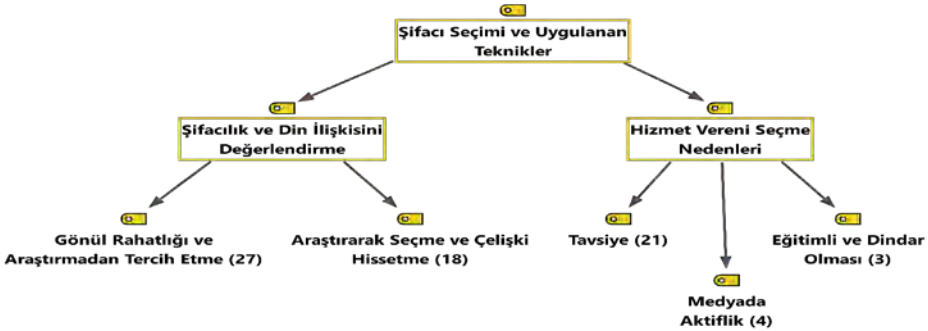 Şifacı Seçimi ve Uygulanan
Teknikler
Şifacılık ve Din İlişkisini
Değerlendirme
Hizmet Vereni Seçme
Nedenleri
Gönül Rahatlığı ve
Araştırmadan Tercih Etme (27)
Araştırarak Seçme ve Çelişki
Hissetme (18)
Tavsiye (21)
Eğitimli ve Dindar
Olması (3)
Medyada
Aktiflik (4)